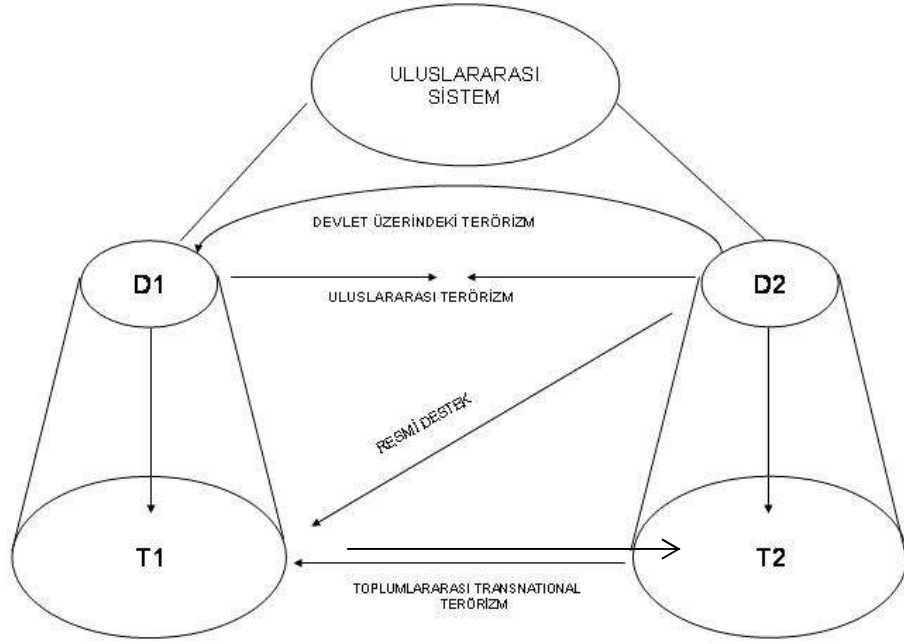 ULUSLARARASI
SİSTEM
DEVLET ÜZERİNDEKİ TERÖRİZM
D1
D2
ULUSLARARASI TERÖRİZM
RESMİ DESTEK
T1
T2
TOPLUMLARARASI TRANSNATIONAL
TERÖRİZM